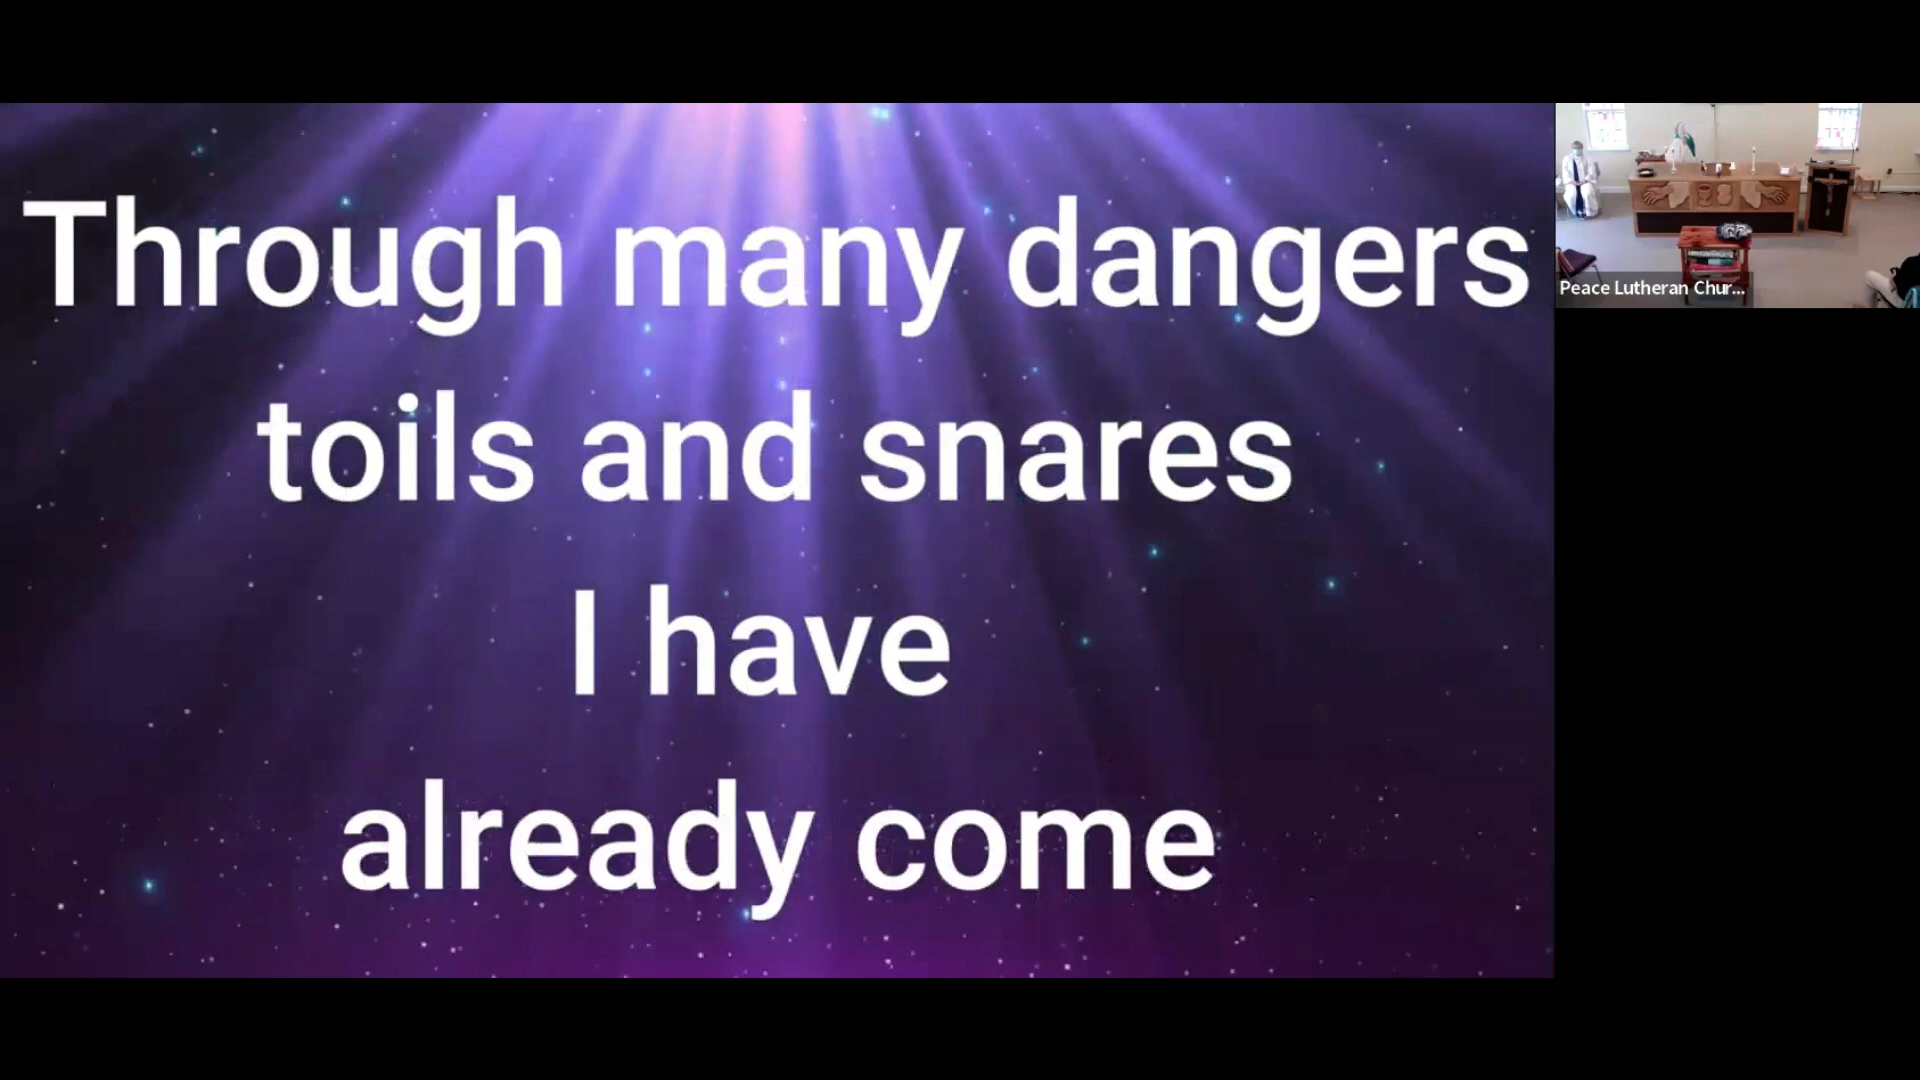 Through many dangers
toils and snares
I have
already come
Peace Lutheran Chur...